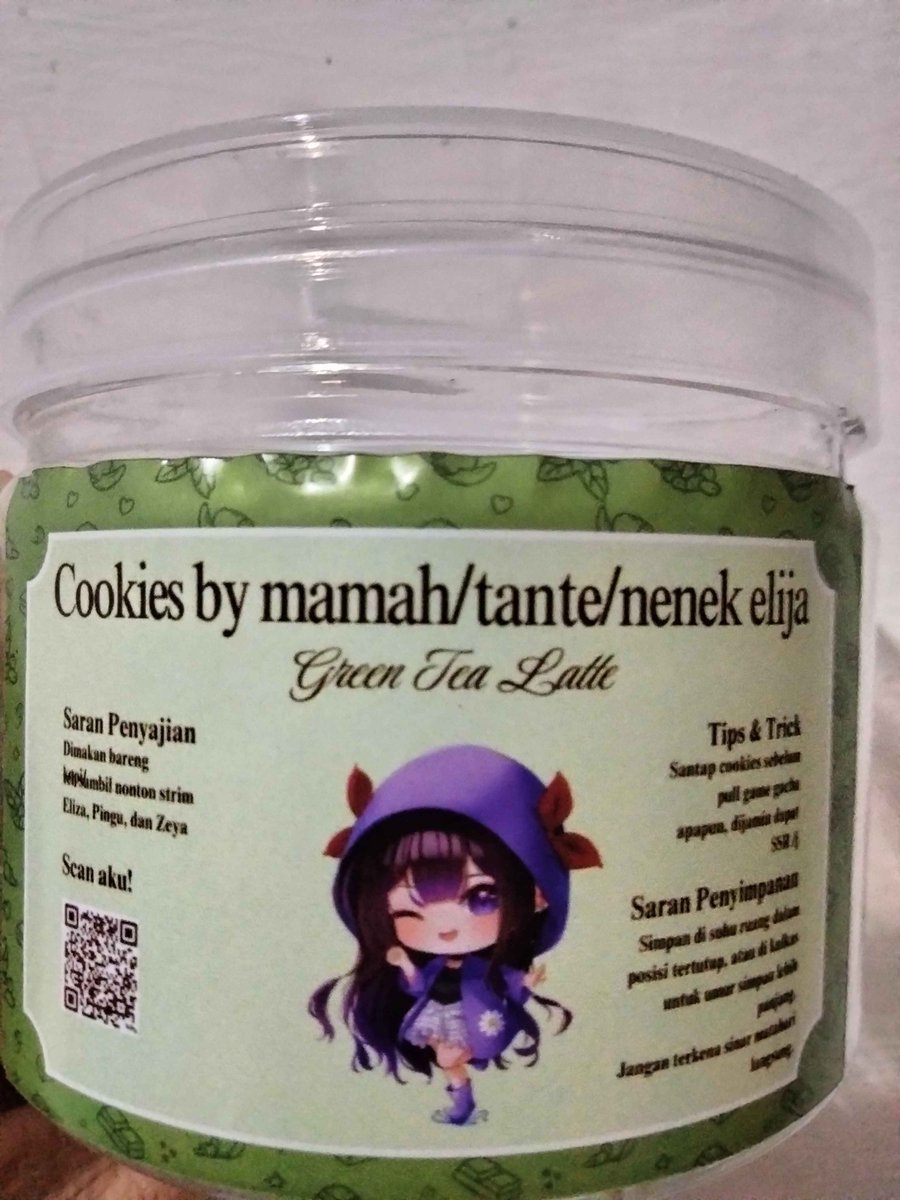 Cookies by mamah/tante/nenek elija
Green Tea Latte
Saran Penyajian
Dimakan bareng
sambil nonton strim
Eliza, Pingu, dan Zeya
Scan aku!
Tips & Trick
Santap cookies sebelum
pull game gacha
apapun, dijamin dapat
SSR /j
Saran Penyimpanan
Simpan di suhu ruang dalam
posisi tertutup, atau di kulkas
untuk umur simpan lebih
panjang.
Jangan terkena sinar matahari
langsung.